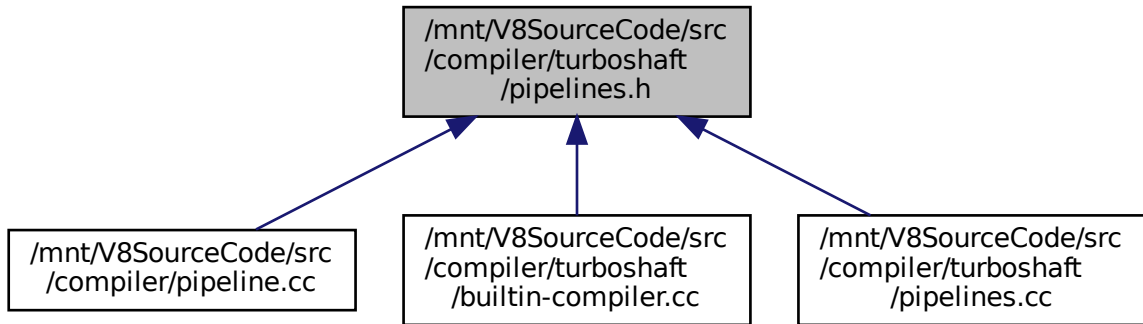 /mnt/V8SourceCode/src
/compiler/turboshaft
/pipelines.h
/mnt/V8SourceCode/src
/compiler/pipeline.cc
/mnt/V8SourceCode/src
/compiler/turboshaft
/builtin-compiler.cc
/mnt/V8SourceCode/src
/compiler/turboshaft
/pipelines.cc